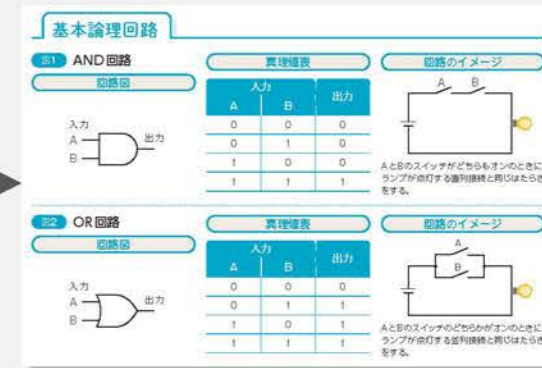 基本論理回路
図1 AND回路
回路図
入力
A
B
出力
真理値表
入力 出力
A B
0 0 0
0 1 0
1 0 0
1 1 1
回路のイメージ
A B
AとBのスイッチがどちらもオンのときに
ランプが点灯する直列接続と同じはたらき
をする。
図2 OR回路
回路図
入力
A
B
出力
真理値表
入力 出力
A B
0 0 0
0 1 1
1 0 1
1 1 1
回路のイメージ
A
B
AとBのスイッチのどちらかがオンのときに
ランプが点灯する並列接続と同じはたらき
をする。